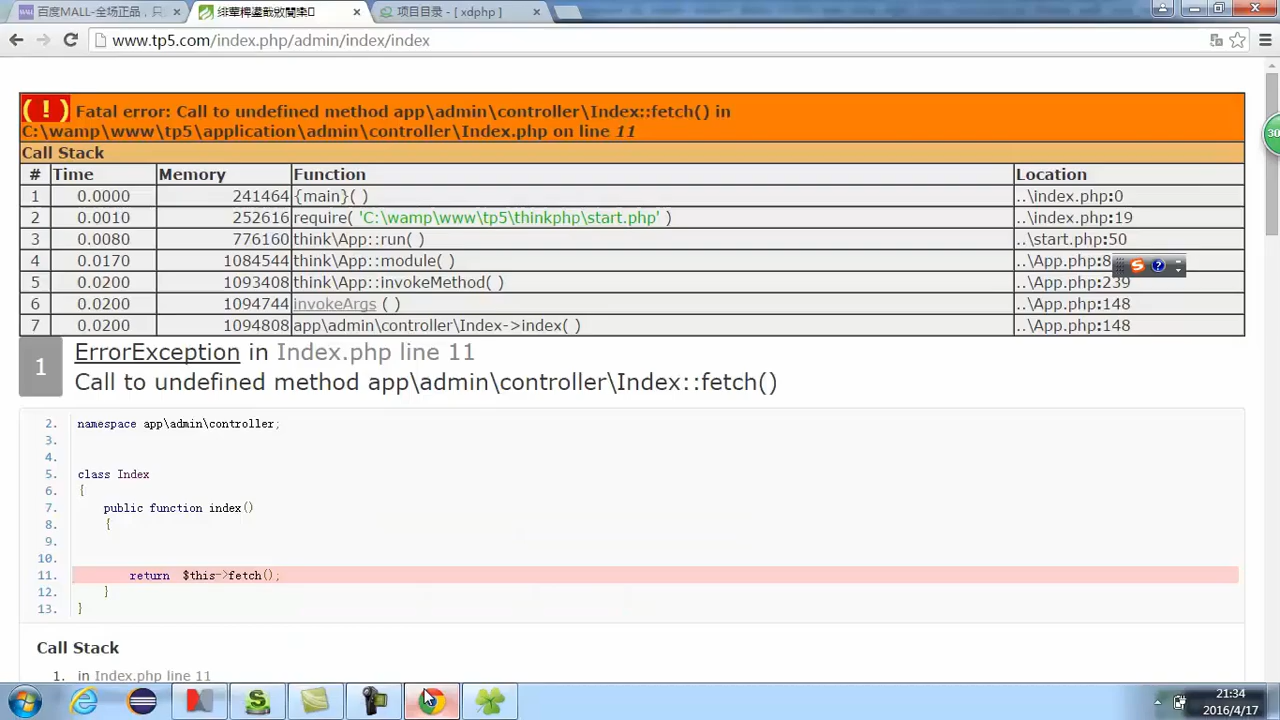 百度MALL-全场正品，只
项目目录 - [ xdphp ]
www.tp5.com/index.php/admin/index/index
( ! ) Fatal error: Call to undefined method app\admin\controller\Index::fetch() in
C:\wamp\www\tp5\application\admin\controller\Index.php on line 11
Call Stack
# Time Memory Function Location
1 0.0000 241464 {main}( ) ..\index.php:0
2 0.0010 252616 require( 'C:\wamp\www\tp5\thinkphp\start.php' ) ..\index.php:19
3 0.0080 776160 think\App::run( ) ..\start.php:50
4 0.0170 1084544 think\App::module( ) ..\App.php:8
5 0.0200 1093408 think\App::invokeMethod( ) ..\App.php:239
6 0.0200 1094744 invokeArgs ( ) ..\App.php:148
7 0.0200 1094808 app\admin\controller\Index->index( ) ..\App.php:148
30
1 ErrorException in Index.php line 11
Call to undefined method app\admin\controller\Index::fetch()
2. namespace app\admin\controller;
3.
4.
5. class Index
6. {
7. public function index()
8. {
9.
10.
11. return $this->fetch();
12. }
13. }
Call Stack
1. in Index.php line 11
21:34
2016/4/17